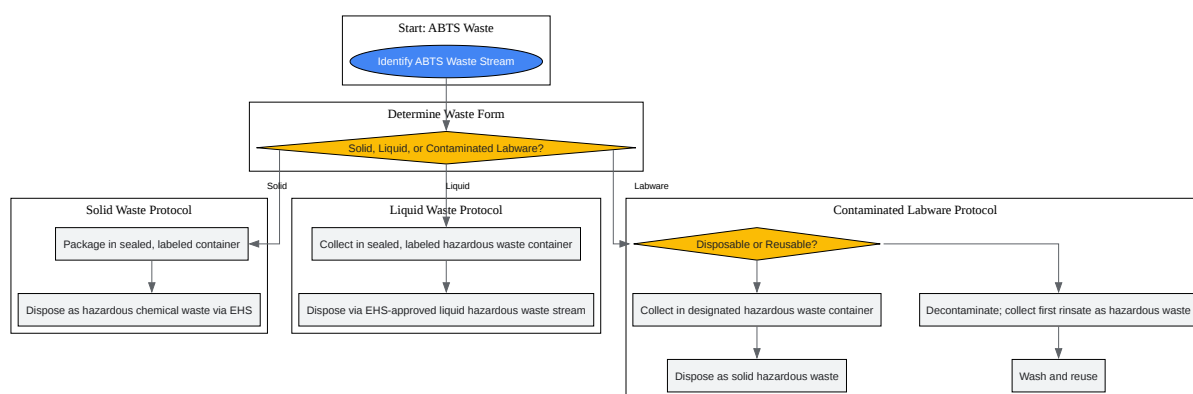 Start: ABTS Waste
Identify ABTS Waste Stream
Determine Waste Form
Solid, Liquid, or Contaminated Labware?
Solid
Liquid
Labware
Solid Waste Protocol
Package in sealed, labeled container
Dispose as hazardous chemical waste via EHS
Liquid Waste Protocol
Collect in sealed, labeled hazardous waste container
Dispose via EHS-approved liquid hazardous waste stream
Contaminated Labware Protocol
Disposable or Reusable?
Collect in designated hazardous waste container
Dispose as solid hazardous waste
Decontaminate; collect first rinsate as hazardous waste
Wash and reuse